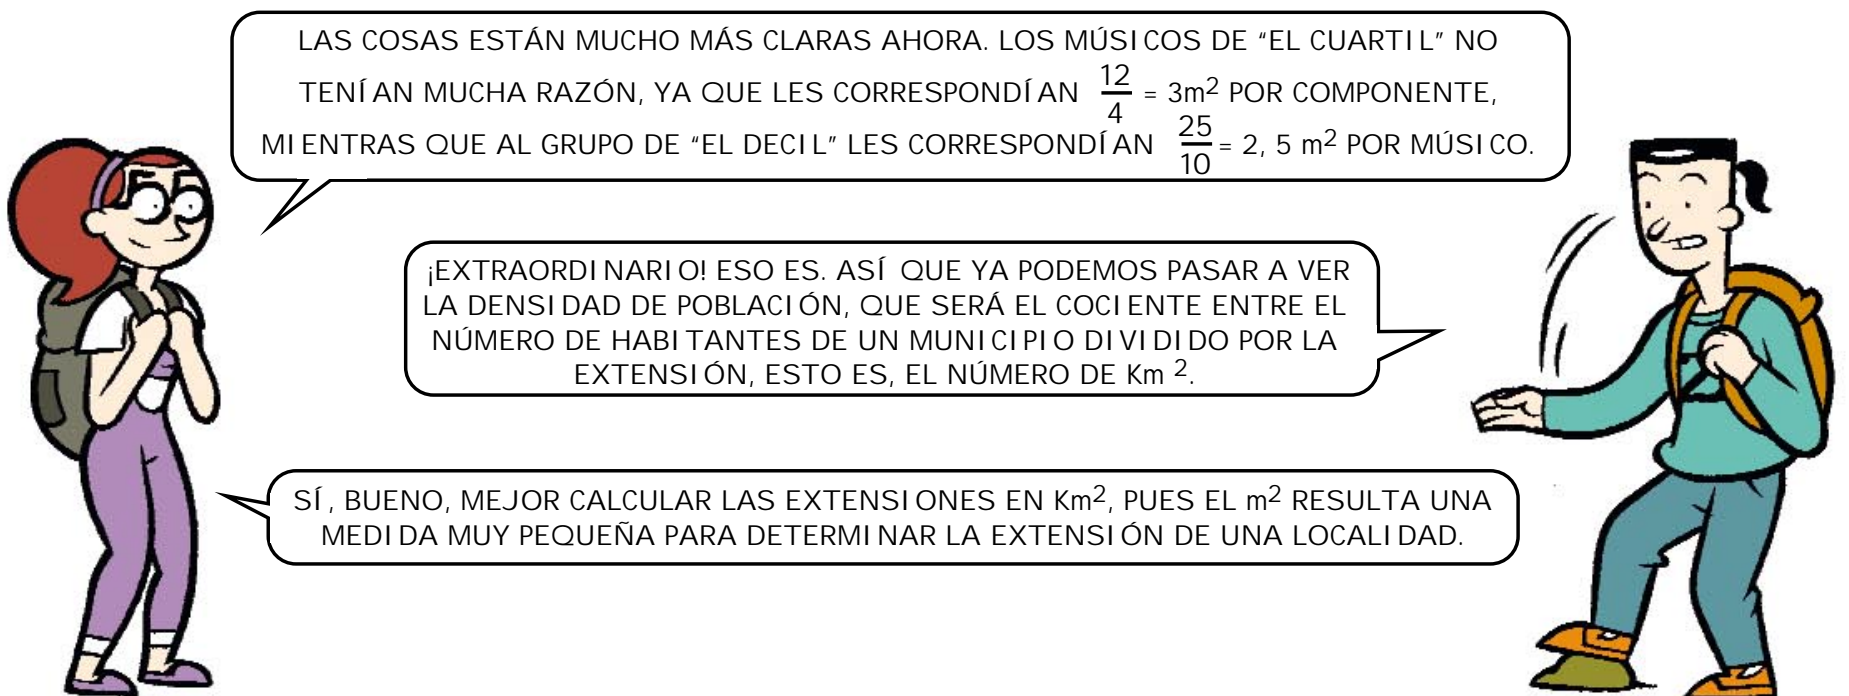 LAS COSAS ESTÁN MUCHO MÁS CLARAS AHORA. LOS MÚSICOS DE "EL CUARTIL" NO
TENÍAN MUCHA RAZÓN, YA QUE LES CORRESPONDÍAN 12/4 = 3m² POR COMPONENTE,
MIENTRAS QUE AL GRUPO DE "EL DECIL" LES CORRESPONDÍAN 25/10 = 2, 5 m² POR MÚSICO.
¡EXTRAORDINARIO! ESO ES. ASÍ QUE YA PODEMOS PASAR A VER
LA DENSIDAD DE POBLACIÓN, QUE SERÁ EL COCIENTE ENTRE EL
NÚMERO DE HABITANTES DE UN MUNICIPIO DIVIDIDO POR LA
EXTENSIÓN, ESTO ES, EL NÚMERO DE Km ².
SÍ, BUENO, MEJOR CALCULAR LAS EXTENSIONES EN Km², PUES EL m² RESULTA UNA
MEDIDA MUY PEQUEÑA PARA DETERMINAR LA EXTENSIÓN DE UNA LOCALIDAD.